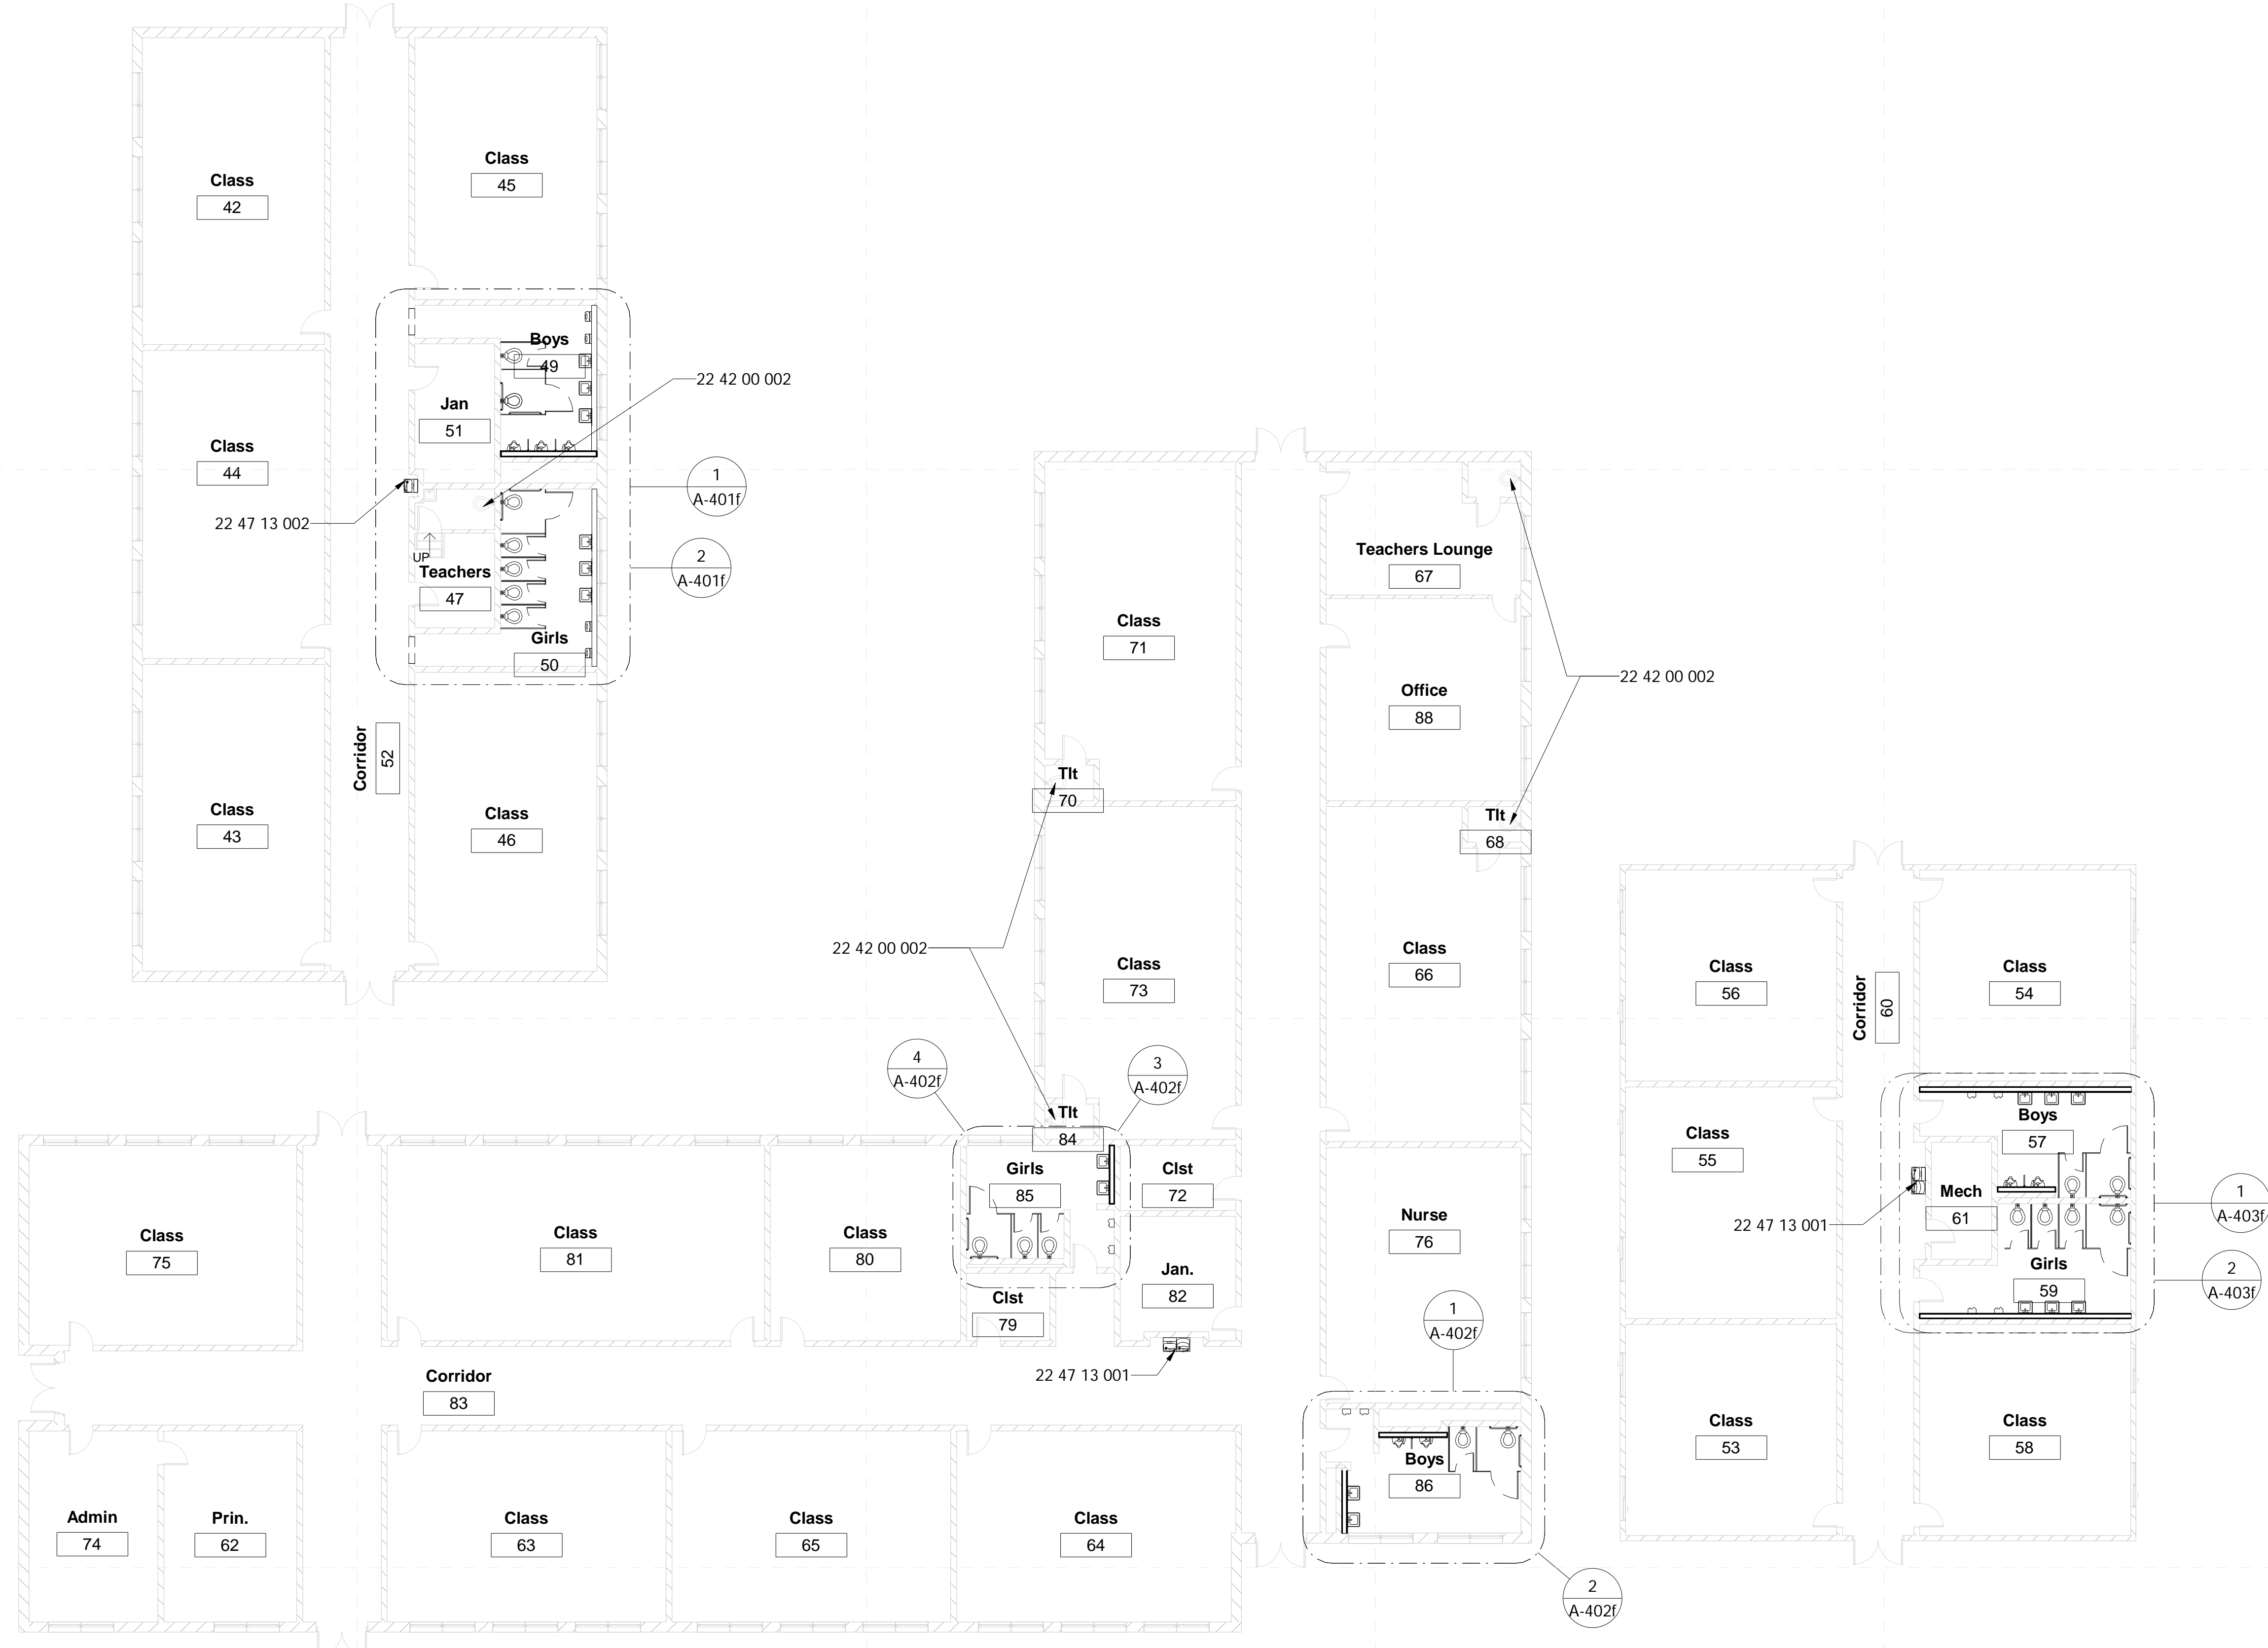 Class
42
Class
45
Boys
49
22 42 00 002
Jan
51
Class
44
1
A-401f
22 47 13 002
2
A-401f
UP
Teachers
47
Girls
50
Corridor
52
Class
43
Class
46
Teachers Lounge
67
Class
71
22 42 00 002
Office
88
Tlt
70
Tlt
68
22 42 00 002
Class
73
Class
66
Class
56
Corridor
60
Class
54
4
A-402f
3
A-402f
Tlt
84
Boys
57
Class
55
Girls
85
Clst
72
Mech
61
1
A-403f
22 47 13 001
Class
75
Class
81
Class
80
Nurse
76
Jan.
82
Girls
59
2
A-403f
Clst
79
1
A-402f
22 47 13 001
Corridor
83
Class
53
Class
58
Boys
86
Admin
74
Prin.
62
Class
63
Class
65
Class
64
2
A-402f